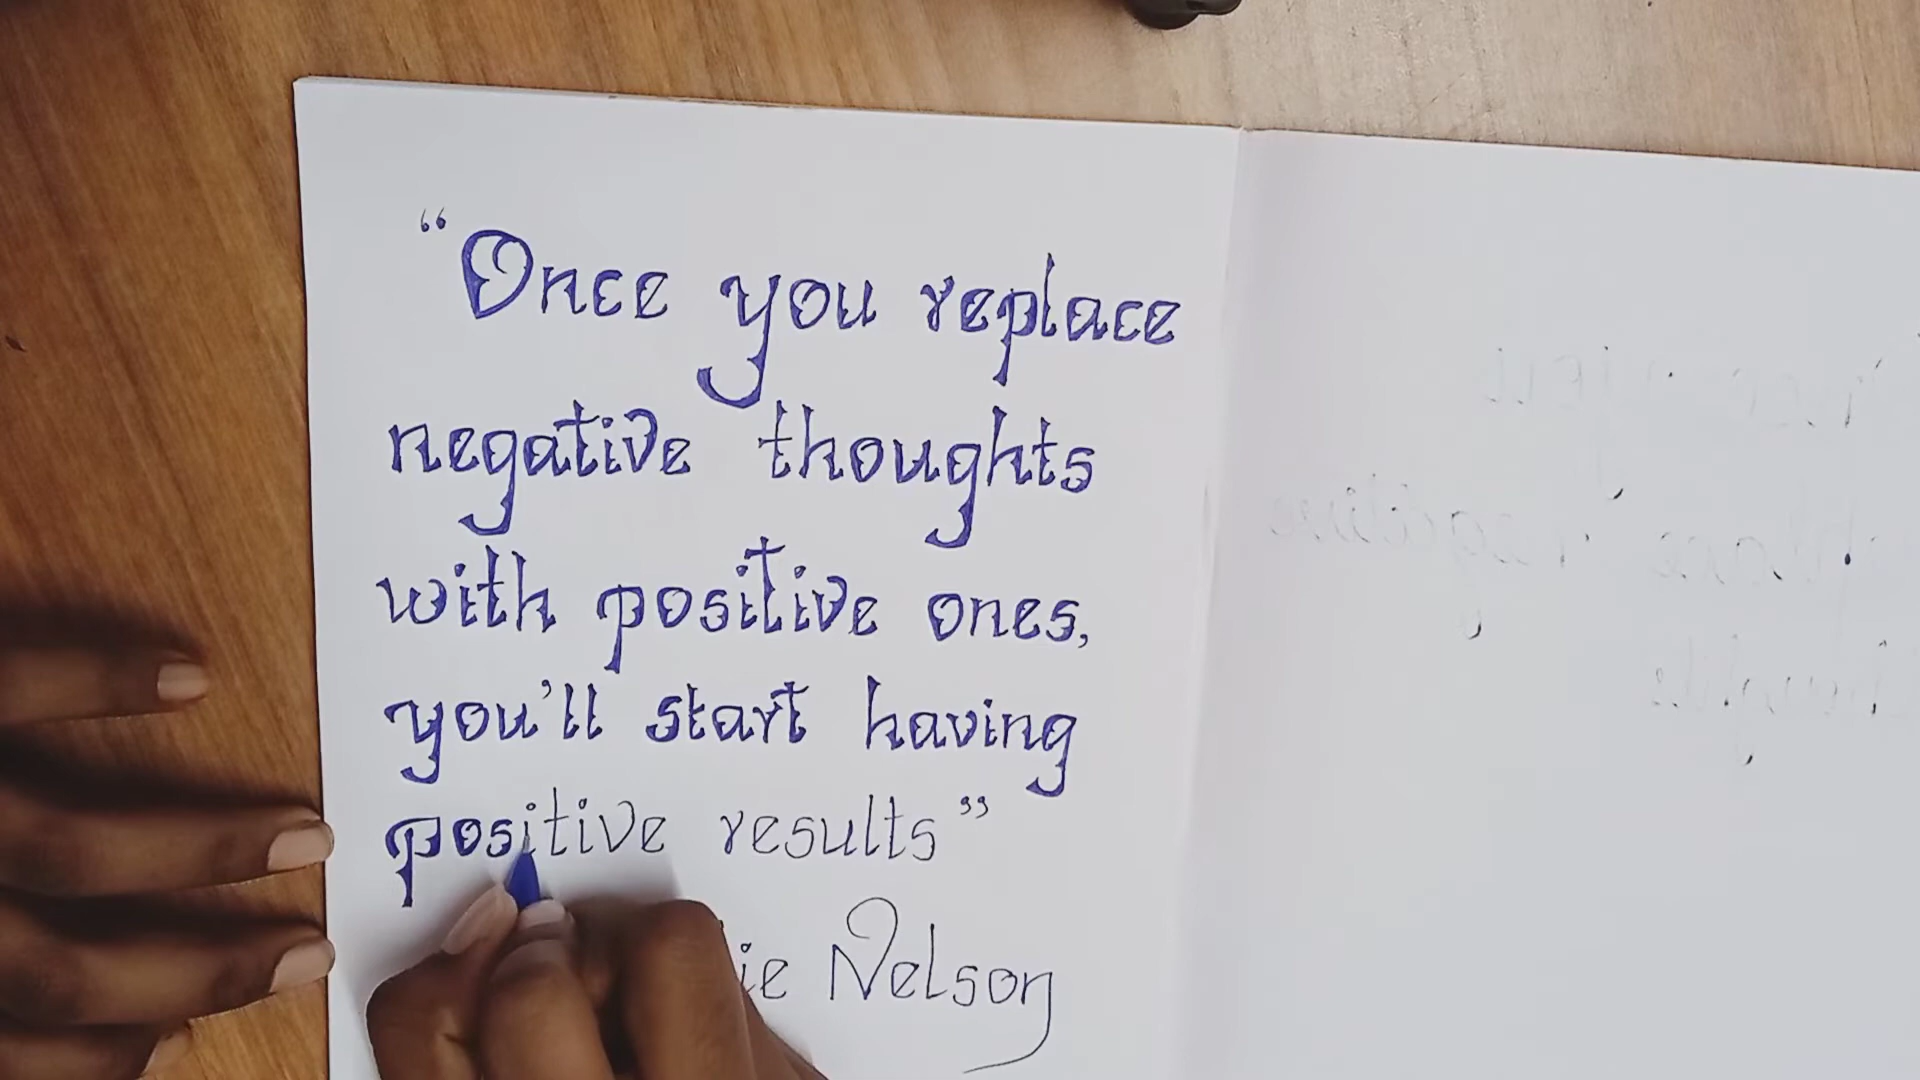 “Once you replace
negative thoughts
with positive ones,
you'll start having
positive results”
Nelson